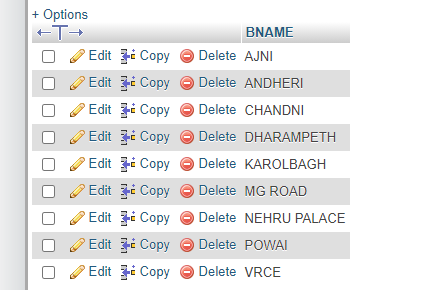 + Options
←T→ BNAME
Edit Copy Delete AJNI
Edit Copy Delete ANDHERI
Edit Copy Delete CHANDNI
Edit Copy Delete DHARAMPETH
Edit Copy Delete KAROLBAGH
Edit Copy Delete MG ROAD
Edit Copy Delete NEHRU PALACE
Edit Copy Delete POWAI
Edit Copy Delete VRCE